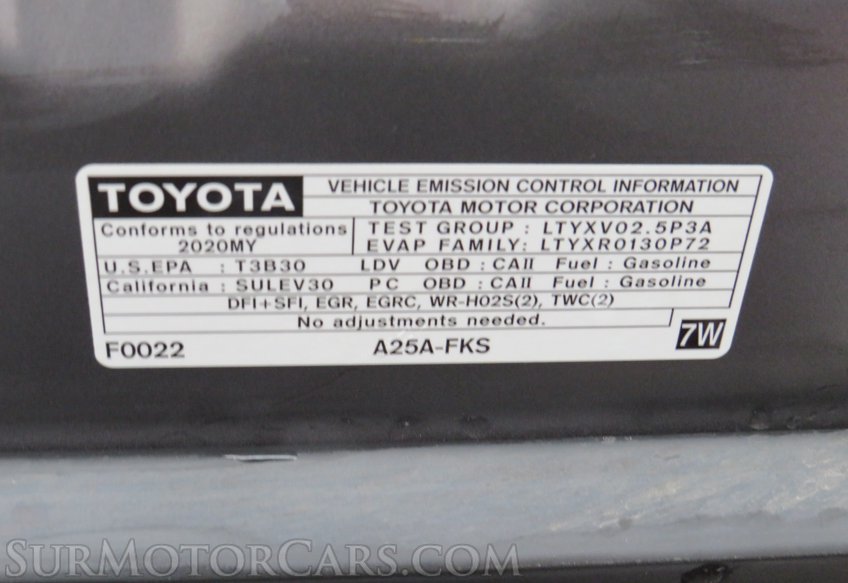 TOYOTA
VEHICLE EMISSION CONTROL INFORMATION
TOYOTA MOTOR CORPORATION
Conforms to regulations
2020MY
TEST GROUP : LTYXV02.5P3A
EVAP FAMILY: LTYXR0130P72
U.S.EPA : T3B30 LDV OBD : CAII Fuel : Gasoline
California : SULEV30 PC OBD : CAII Fuel : Gasoline
DFI+SFI, EGR, EGRC, WR-HO2S(2), TWC(2)
No adjustments needed.
F0022 A25A-FKS 7W
SURMOTORCARS.COM